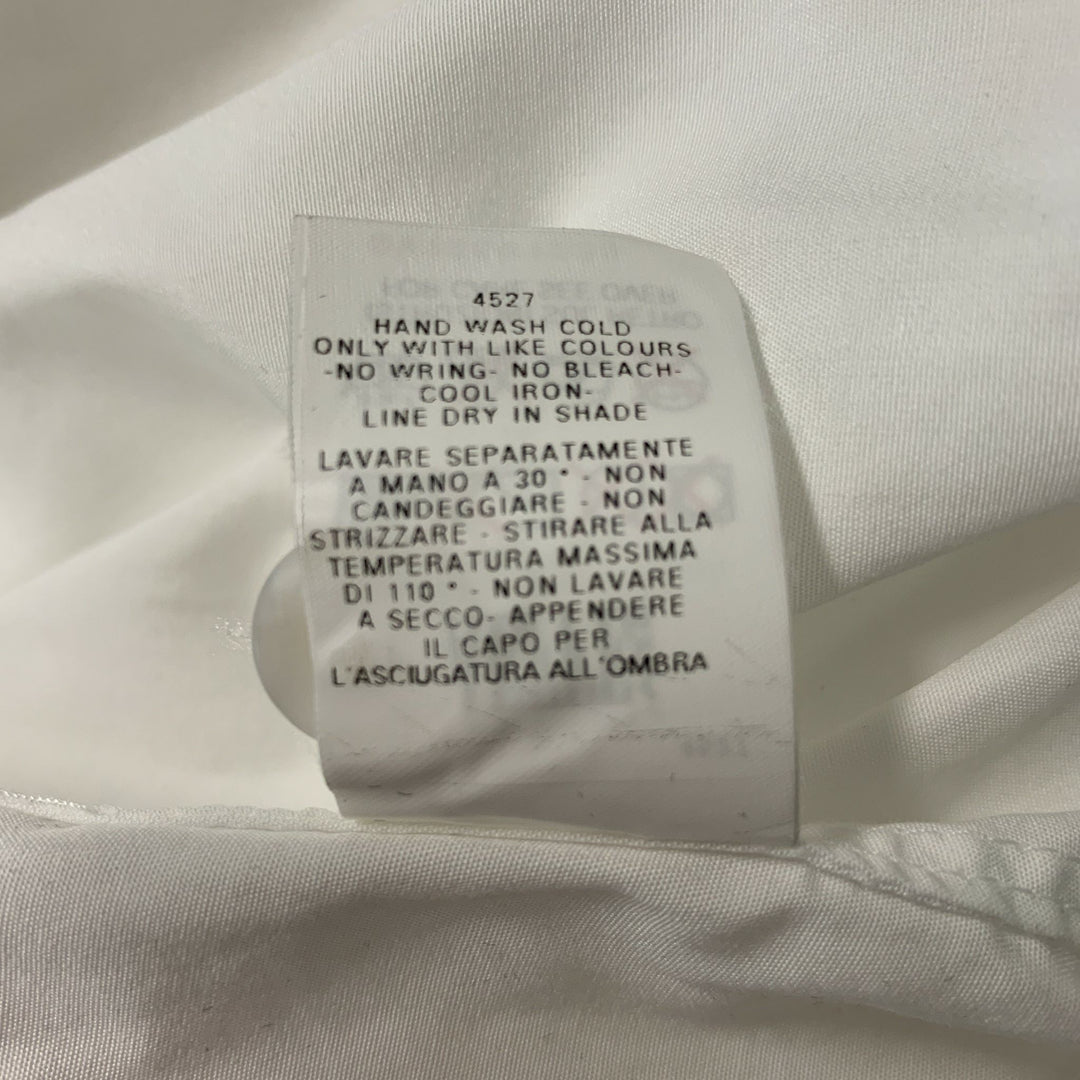 4527
HAND WASH COLD
ONLY WITH LIKE COLOURS
-NO WRING- NO BLEACH-
COOL IRON-
LINE DRY IN SHADE
LAVARE SEPARATAMENTE
A MANO A 30 ° - NON
CANDEGGIARE - NON
STRIZZARE - STIRARE ALLA
TEMPERATURA MASSIMA
DI 110 ° - NON LAVARE
A SECCO- APPENDERE
IL CAPO PER
L'ASCIUGATURA ALL'OMBRA